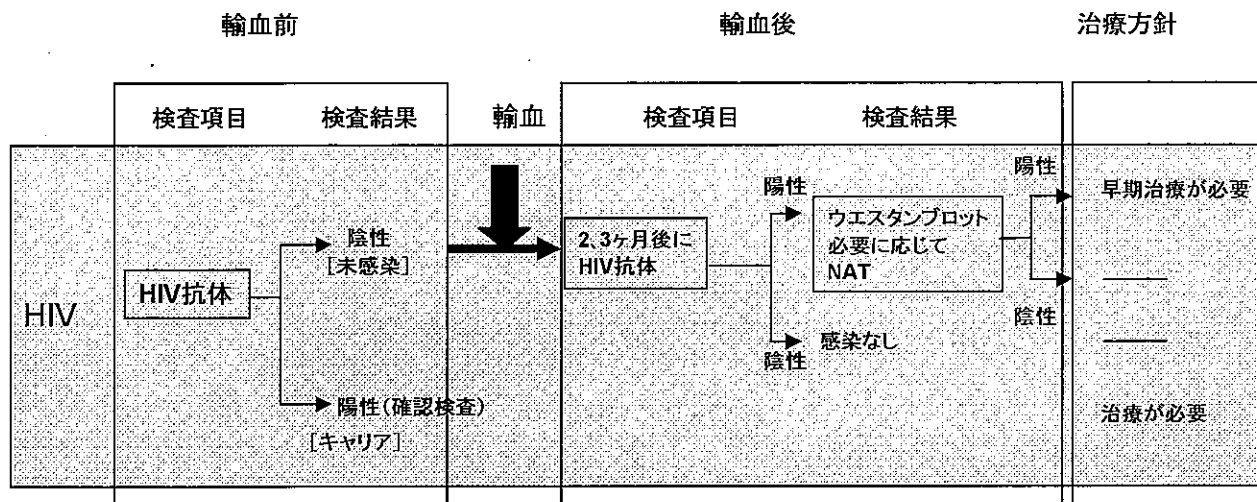 輸血前
輸血後
治療方針
検査項目
検査結果
輸血
検査項目
検査結果
HIV
HIV抗体
陰性
[未感染]
陽性(確認検査)
[キャリア]
2、3ヶ月後に
HIV抗体
陽性
ウエスタンブロット
必要に応じて
NAT
陰性
感染なし
陽性
早期治療が必要
陰性
治療が必要